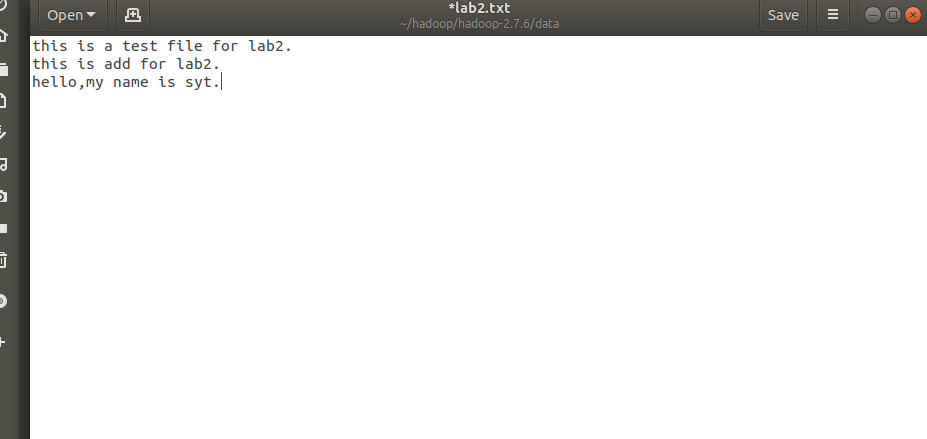 Open
*lab2.txt
~/hadoop/hadoop-2.7.6/data
Save
this is a test file for lab2.
this is add for lab2.
hello,my name is syt.